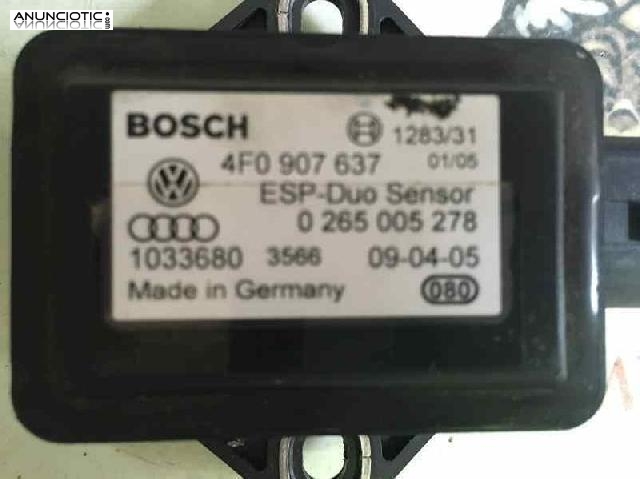 ANUNCIOTIC.com
BOSCH 1283/31
4F0 907 637 01/05
ESP-Duo Sensor
0 265 005 278
1033680 3566 09-04-05
Made in Germany 080